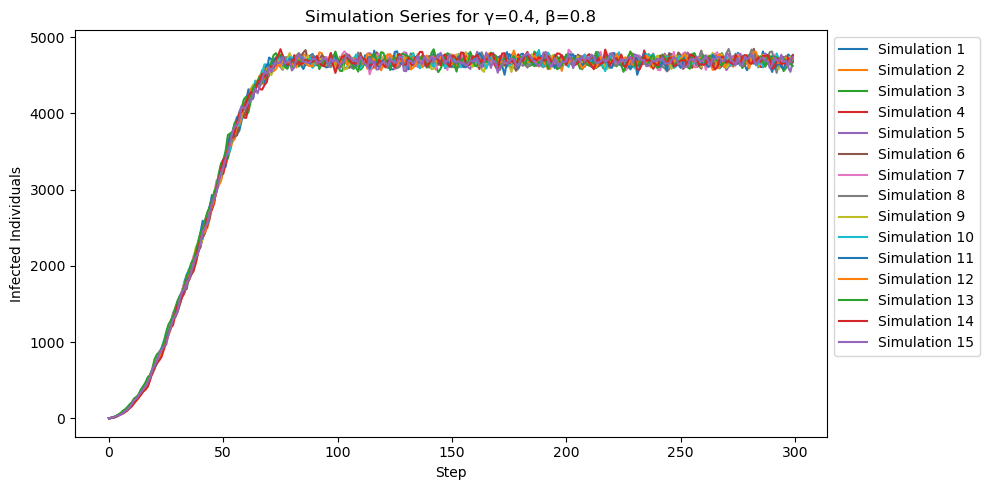 Simulation Series for γ=0.4, β=0.8
Infected Individuals
5000
4000
3000
2000
1000
0
0 50 100 150 200 250 300
Step
Simulation 1
Simulation 2
Simulation 3
Simulation 4
Simulation 5
Simulation 6
Simulation 7
Simulation 8
Simulation 9
Simulation 10
Simulation 11
Simulation 12
Simulation 13
Simulation 14
Simulation 15